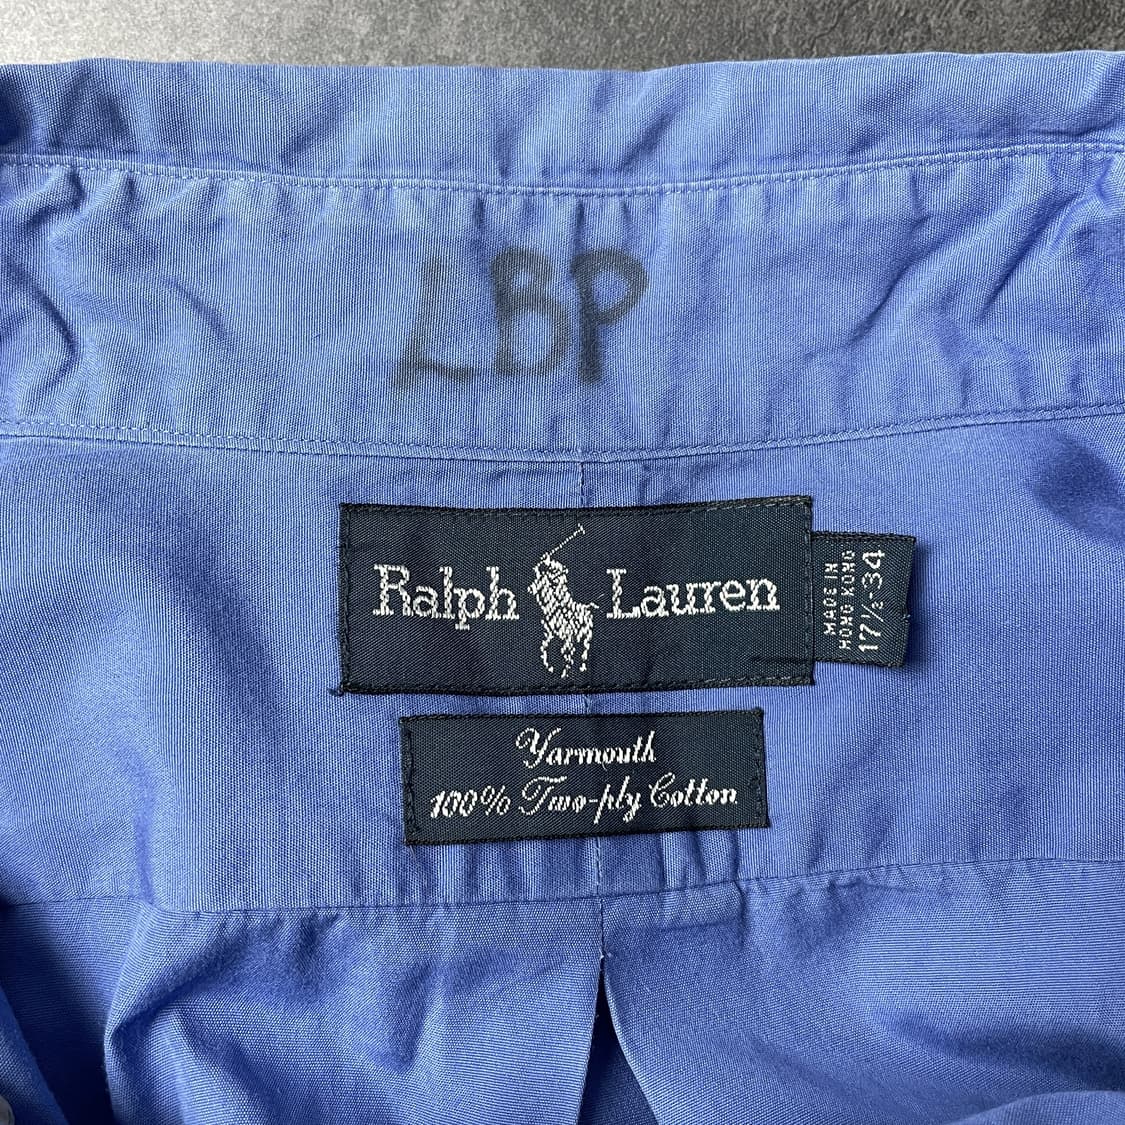 LBP
Ralph Lauren
MADE IN
HONG KONG
17½-34
Yarmouth
100% Two-ply Cotton